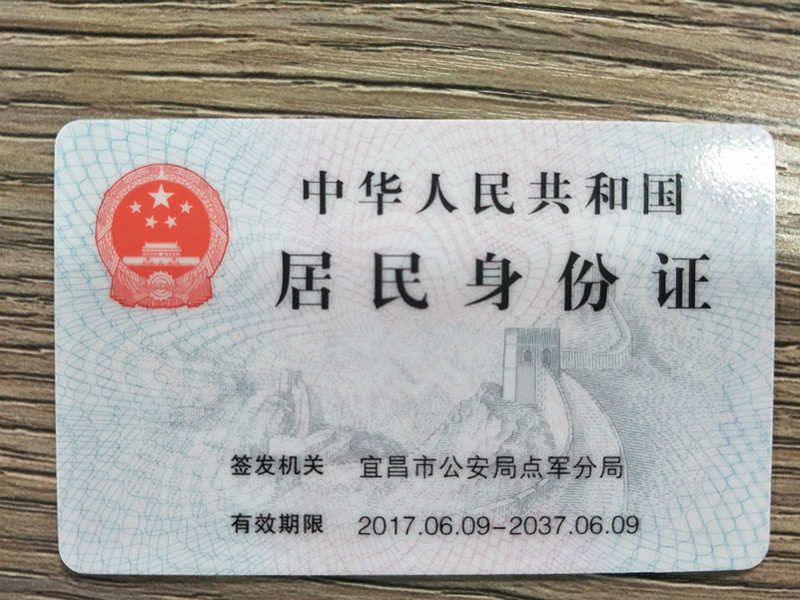 中华人民共和国
居民身份证
签发机关 宜昌市公安局点军分局
有效期限 2017.06.09-2037.06.09